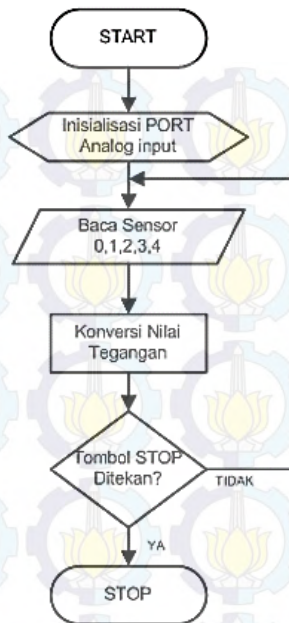 START
Inisialisasi PORT
Analog input
Baca Sensor
0,1,2,3,4
Konversi Nilai
Tegangan
Tombol STOP
Ditekan?
TIDAK
YA
STOP